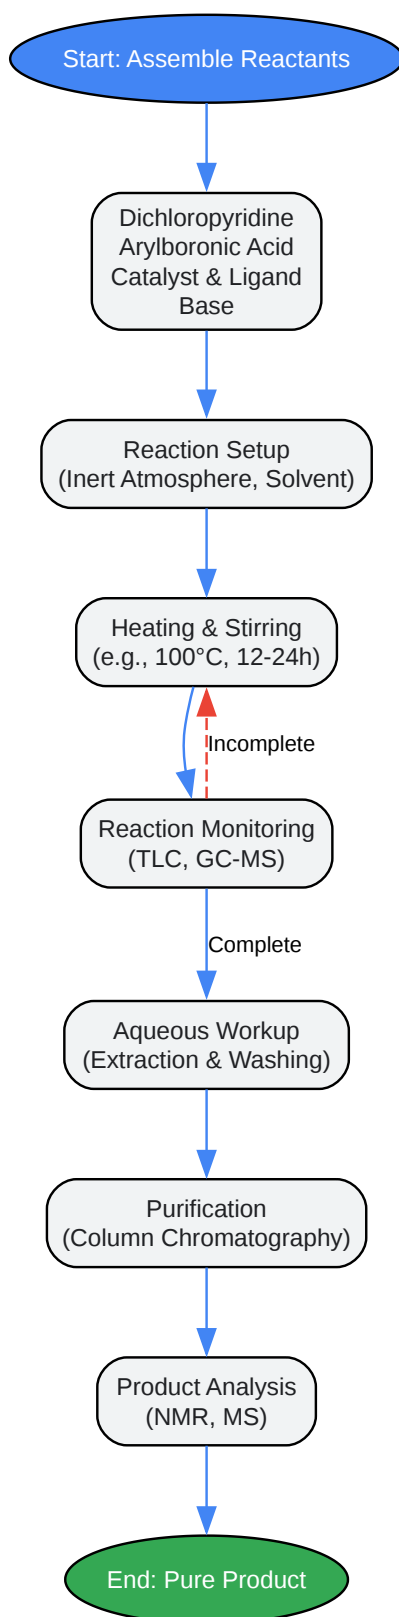 Start: Assemble Reactants
Dichloropyridine
Arylboronic Acid
Catalyst & Ligand
Base
Reaction Setup
(Inert Atmosphere, Solvent)
Heating & Stirring
(e.g., 100°C, 12-24h)
Incomplete
Reaction Monitoring
(TLC, GC-MS)
Complete
Aqueous Workup
(Extraction & Washing)
Purification
(Column Chromatography)
Product Analysis
(NMR, MS)
End: Pure Product